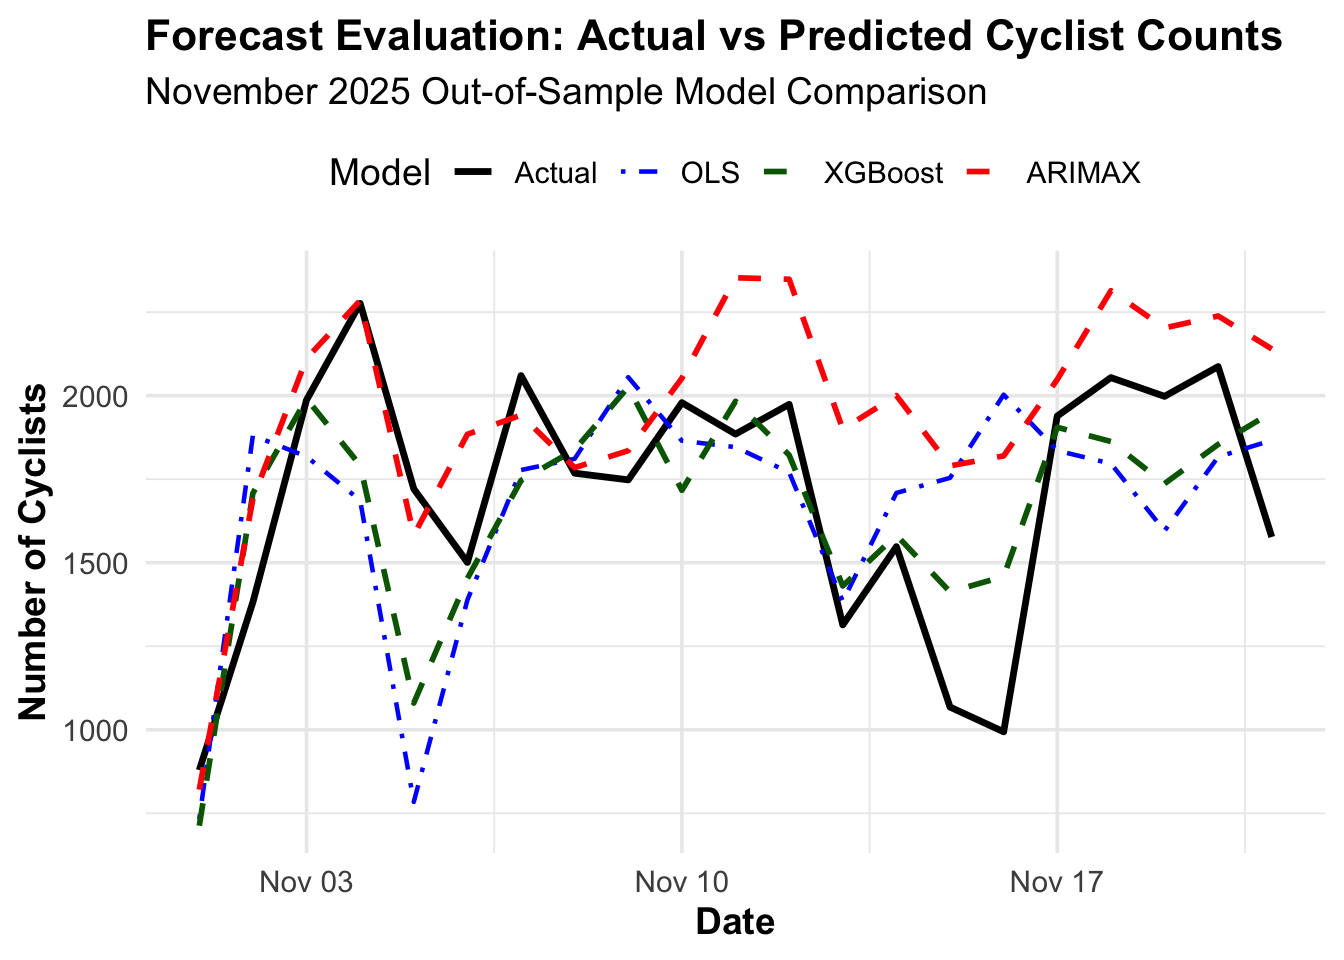 Forecast Evaluation: Actual vs Predicted Cyclist Counts
November 2025 Out-of-Sample Model Comparison
Model Actual OLS XGBoost ARIMAX
Number of Cyclists
2000
1500
1000
Nov 03 Nov 10 Nov 17
Date